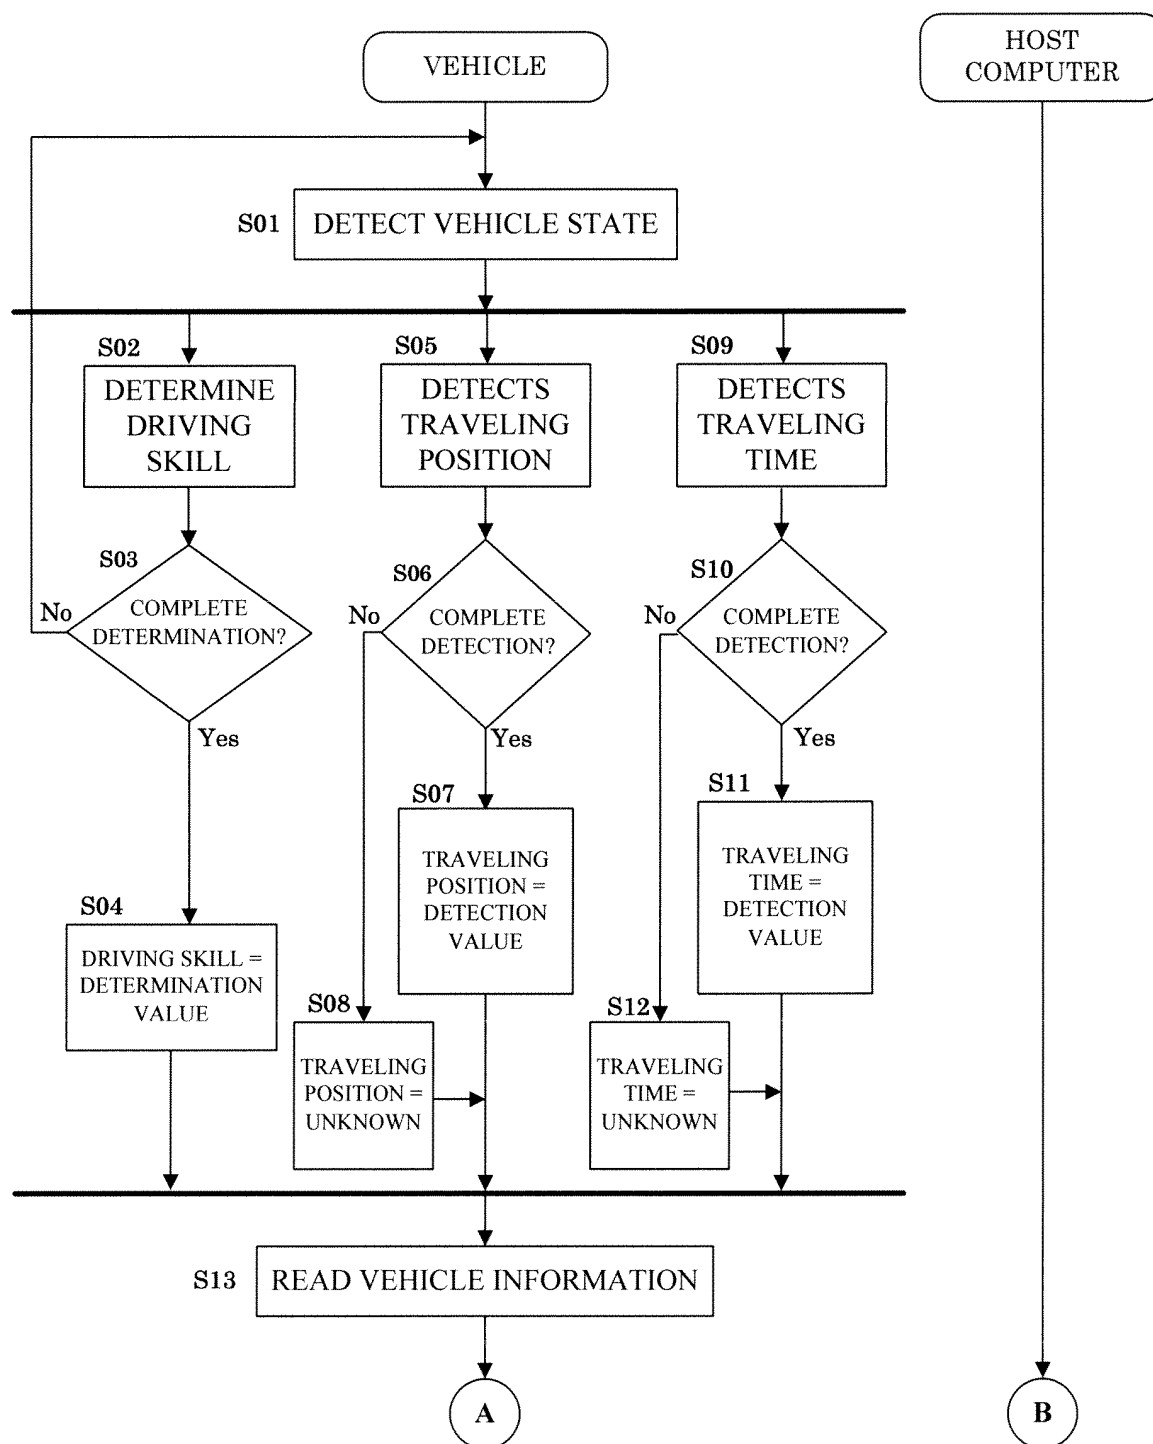 VEHICLE
HOST
COMPUTER
S01
DETECT VEHICLE STATE
S02
DETERMINE
DRIVING
SKILL
S05
DETECTS
TRAVELING
POSITION
S09
DETECTS
TRAVELING
TIME
S03
No
COMPLETE
DETERMINATION?
Yes
S06
No
COMPLETE
DETECTION?
Yes
S10
No
COMPLETE
DETECTION?
Yes
S04
DRIVING SKILL =
DETERMINATION
VALUE
S07
TRAVELING
POSITION =
DETECTION
VALUE
S11
TRAVELING
TIME =
DETECTION
VALUE
S08
TRAVELING
POSITION =
UNKNOWN
S12
TRAVELING
TIME =
UNKNOWN
S13
READ VEHICLE INFORMATION
A
B